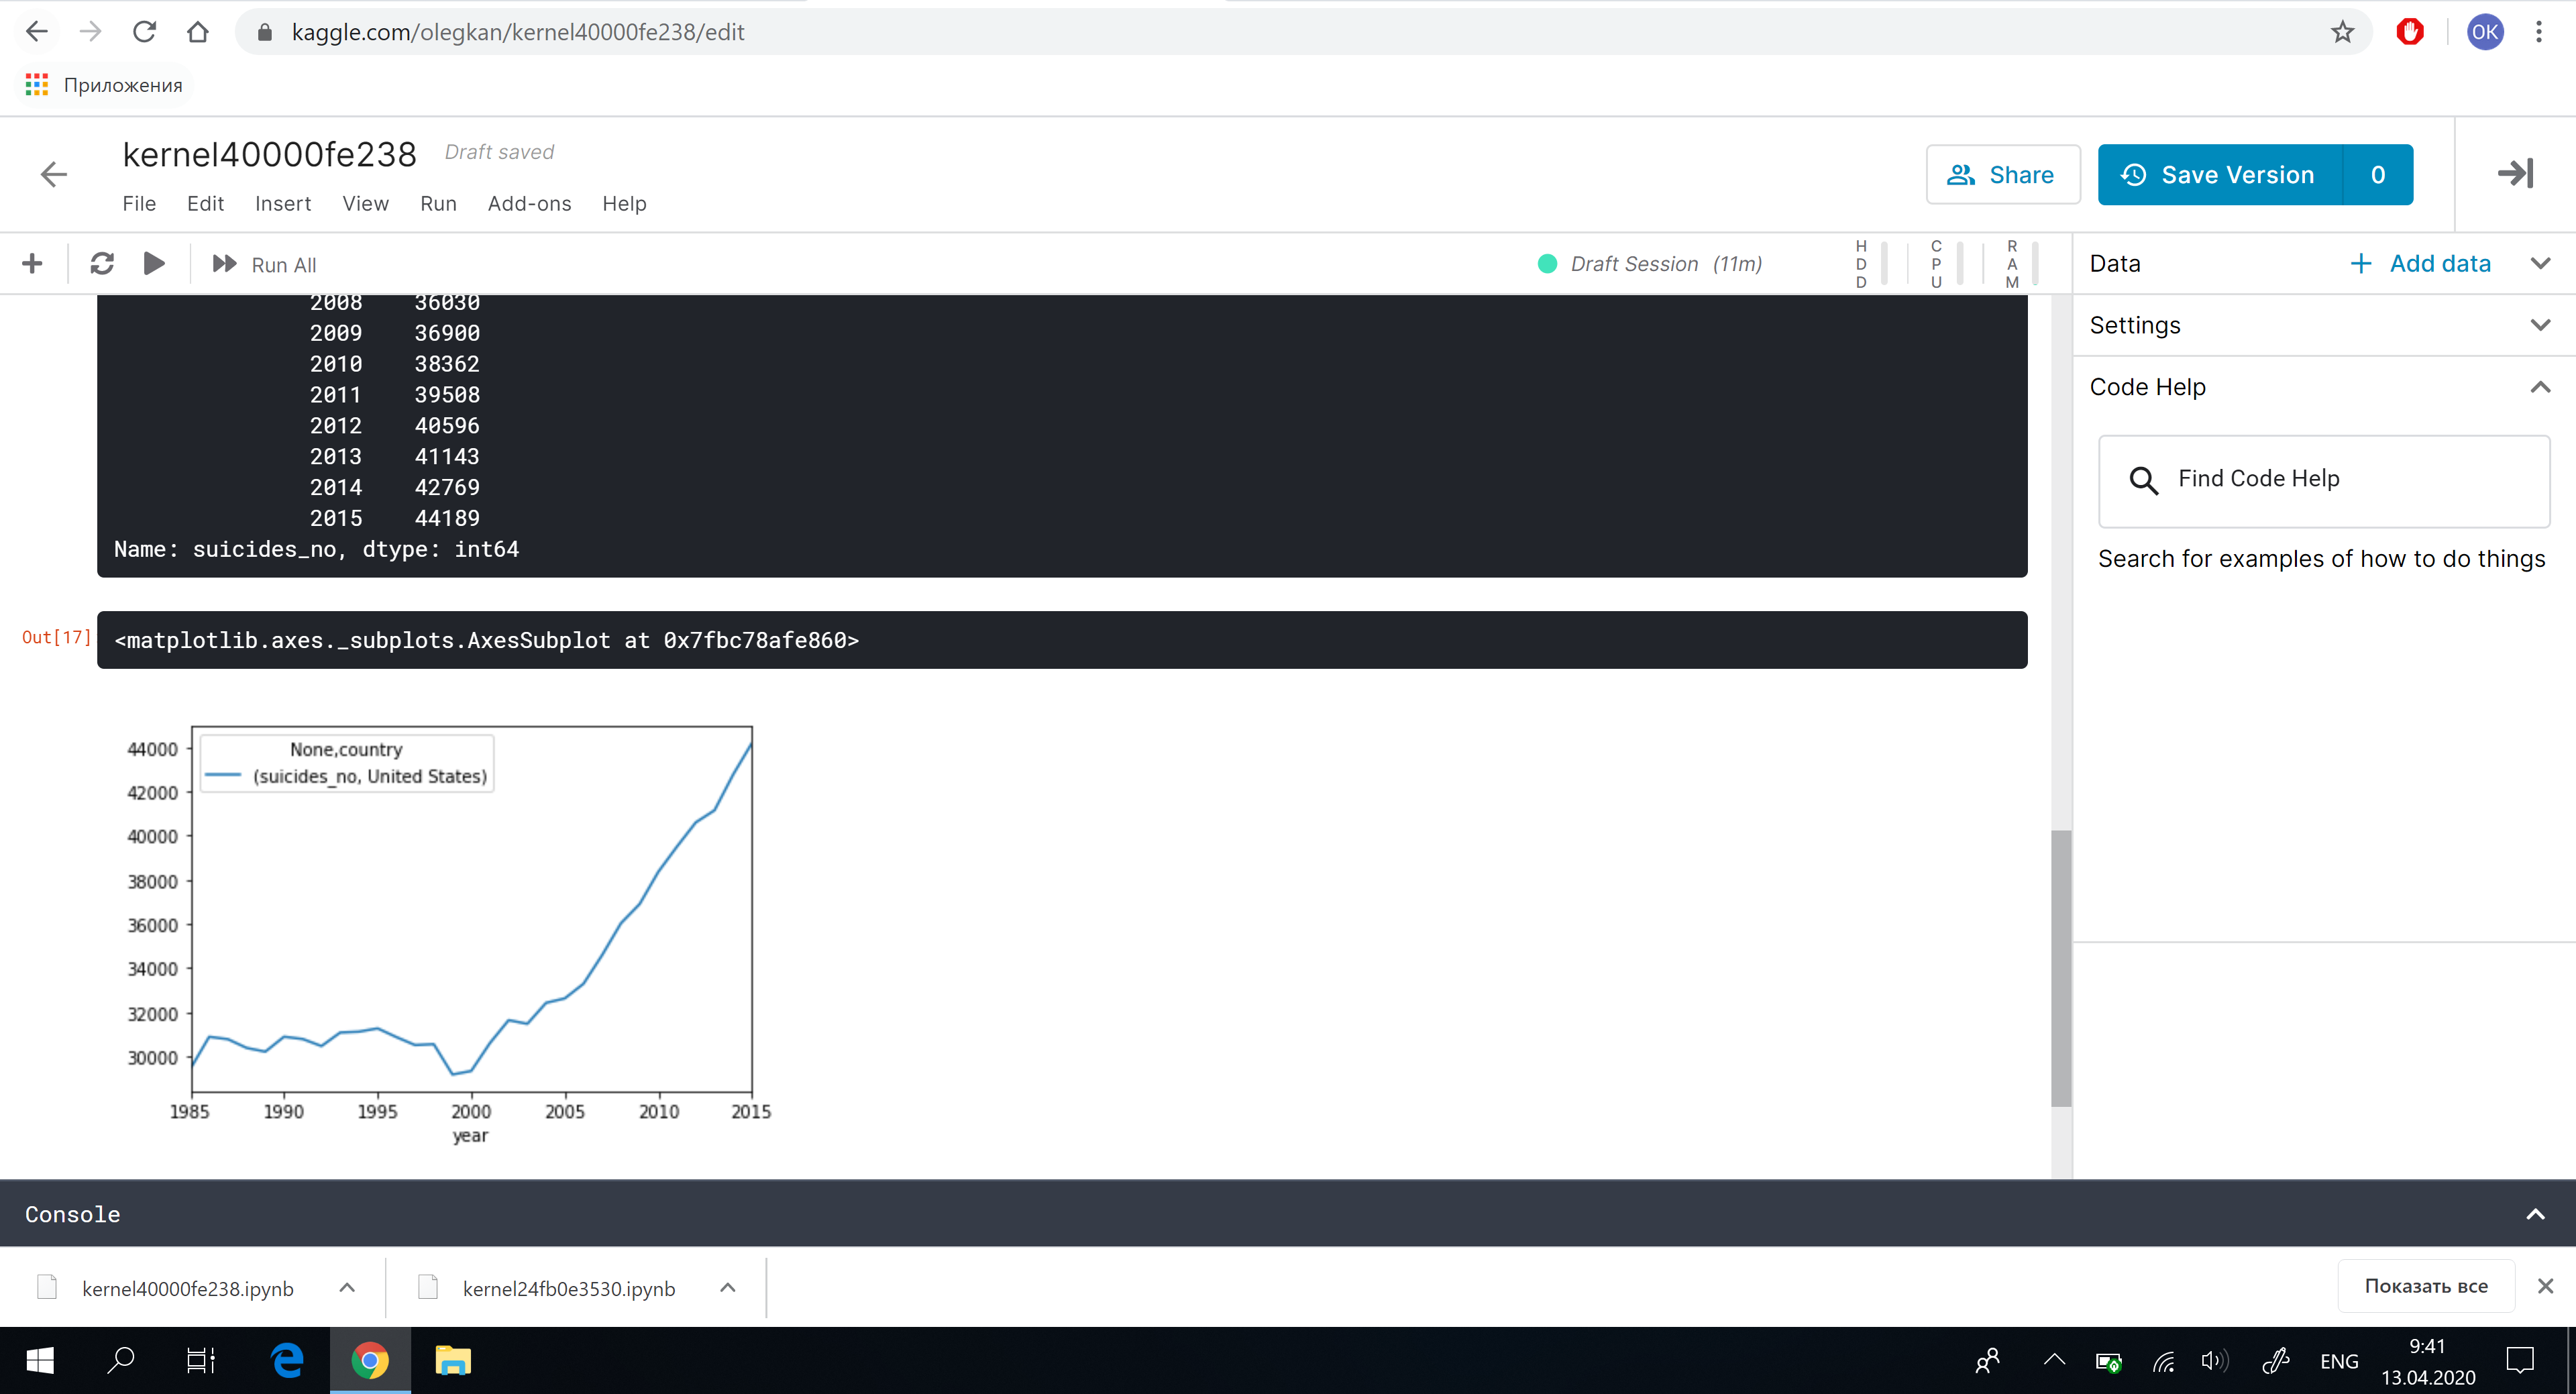 kaggle.com/olegkan/kernel40000fe238/edit
OK
Приложения
kernel40000fe238 Draft saved
File Edit Insert View Run Add-ons Help
Share
Save Version 0
Run All
Draft Session (11m)
HDD
CPU
RAM
Data
Add data
Settings
Code Help
Find Code Help
Search for examples of how to do things
2008 36030
2009 36900
2010 38362
2011 39508
2012 40596
2013 41143
2014 42769
2015 44189
Name: suicides_no, dtype: int64
Out[17]
<matplotlib.axes._subplots.AxesSubplot at 0x7fbc78afe860>
None,country
(suicides_no, United States)
44000
42000
40000
38000
36000
34000
32000
30000
1985 1990 1995 2000 2005 2010 2015
year
Console
kernel40000fe238.ipynb
kernel24fb0e3530.ipynb
Показать все
ENG
9:41
13.04.2020